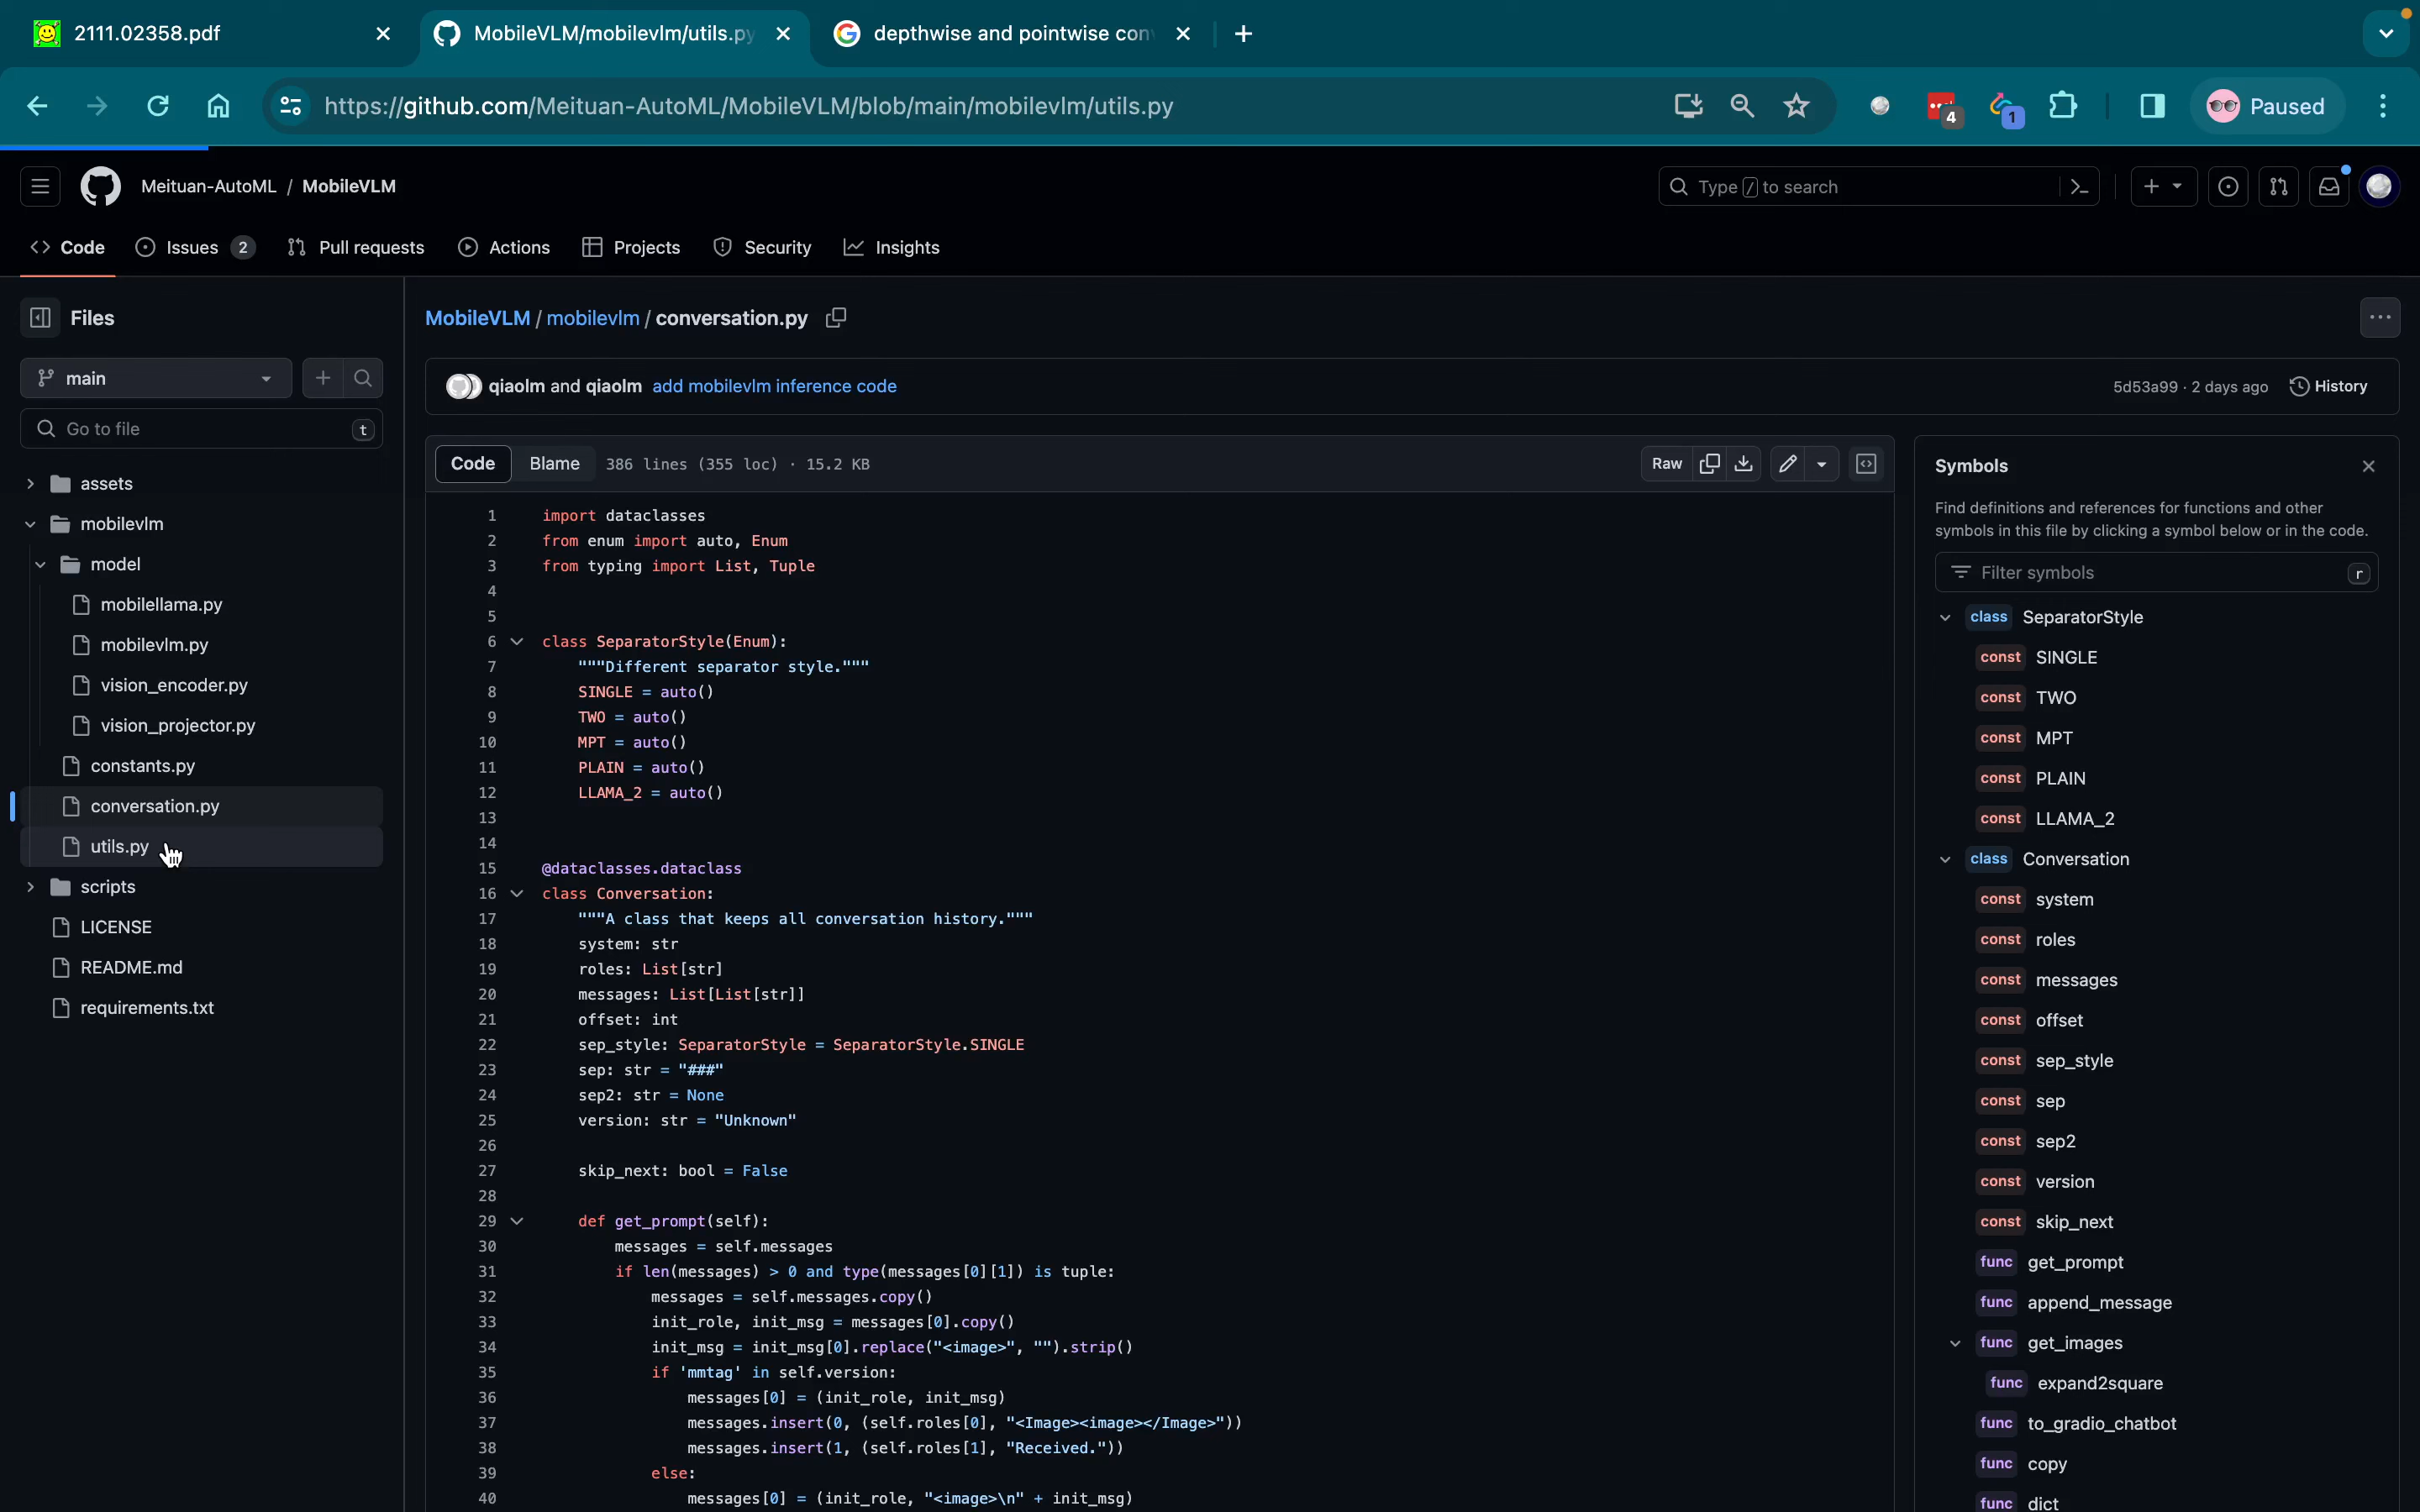 2111.02358.pdf
MobileVLM/mobilevlm/utils.py
depthwise and pointwise con
https://github.com/Meituan-AutoML/MobileVLM/blob/main/mobilevlm/utils.py
4
1
Paused
Meituan-AutoML / MobileVLM
Type / to search
Code
Issues 2
Pull requests
Actions
Projects
Security
Insights
Files
main
Go to file
t
assets
mobilevlm
model
mobilellama.py
mobilevlm.py
vision_encoder.py
vision_projector.py
constants.py
conversation.py
utils.py
scripts
LICENSE
README.md
requirements.txt
MobileVLM / mobilevlm / conversation.py
qiaolm and qiaolm add mobilevlm inference code
5d53a99 · 2 days ago
History
Code
Blame
386 lines (355 loc) · 15.2 KB
Raw
1 import dataclasses
2 from enum import auto, Enum
3 from typing import List, Tuple
4
5
6 class SeparatorStyle(Enum):
7 """Different separator style."""
8 SINGLE = auto()
9 TWO = auto()
10 MPT = auto()
11 PLAIN = auto()
12 LLAMA_2 = auto()
13
14
15 @dataclasses.dataclass
16 class Conversation:
17 """A class that keeps all conversation history."""
18 system: str
19 roles: List[str]
20 messages: List[List[str]]
21 offset: int
22 sep_style: SeparatorStyle = SeparatorStyle.SINGLE
23 sep: str = "###"
24 sep2: str = None
25 version: str = "Unknown"
26
27 skip_next: bool = False
28
29 def get_prompt(self):
30 messages = self.messages
31 if len(messages) > 0 and type(messages[0][1]) is tuple:
32 messages = self.messages.copy()
33 init_role, init_msg = messages[0].copy()
34 init_msg = init_msg[0].replace("<image>", "").strip()
35 if 'mmtag' in self.version:
36 messages[0] = (init_role, init_msg)
37 messages.insert(0, (self.roles[0], "<Image><image></Image>"))
38 messages.insert(1, (self.roles[1], "Received."))
39 else:
40 messages[0] = (init_role, "<image>\n" + init_msg)
Symbols
Find definitions and references for functions and other
symbols in this file by clicking a symbol below or in the code.
Filter symbols
r
class SeparatorStyle
const SINGLE
const TWO
const MPT
const PLAIN
const LLAMA_2
class Conversation
const system
const roles
const messages
const offset
const sep_style
const sep
const sep2
const version
const skip_next
func get_prompt
func append_message
func get_images
func expand2square
func to_gradio_chatbot
func copy
func dict